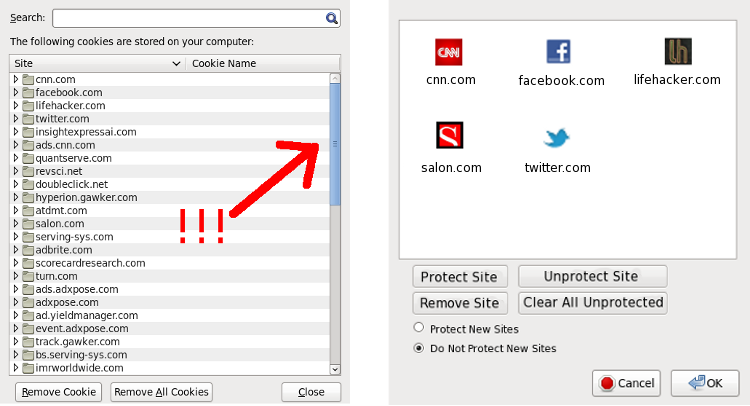 Search:
The following cookies are stored on your computer:
Site Cookie Name
cnn.com
facebook.com
lifehacker.com
twitter.com
insightexpressai.com
ads.cnn.com
quantserve.com
revsci.net
doubleclick.net
hyperion.gawker.com
atdmt.com
salon.com
serving-sys.com
adbrite.com
scorecardresearch.com
turn.com
ads.adxpose.com
adxpose.com
ad.yieldmanager.com
event.adxpose.com
track.gawker.com
bs.serving-sys.com
imrworldwide.com
!!!
Remove Cookie Remove All Cookies Close
CNN f lh
cnn.com facebook.com lifehacker.com
S
salon.com twitter.com
Protect Site Unprotect Site
Remove Site Clear All Unprotected
Protect New Sites
Do Not Protect New Sites
Cancel OK